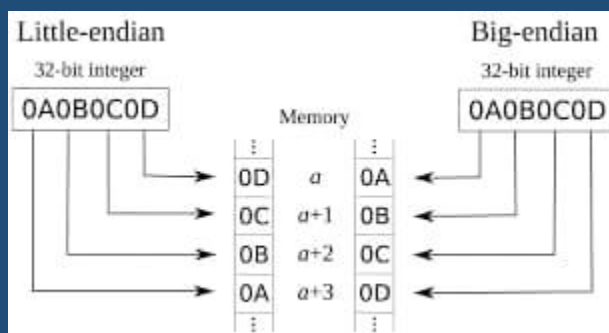 Little-endian
Big-endian
32-bit integer
32-bit integer
0A0B0C0D
0A0B0C0D
Memory
⋮
⋮
0D a 0A
0C a+1 0B
0B a+2 0C
0A a+3 0D
⋮
⋮